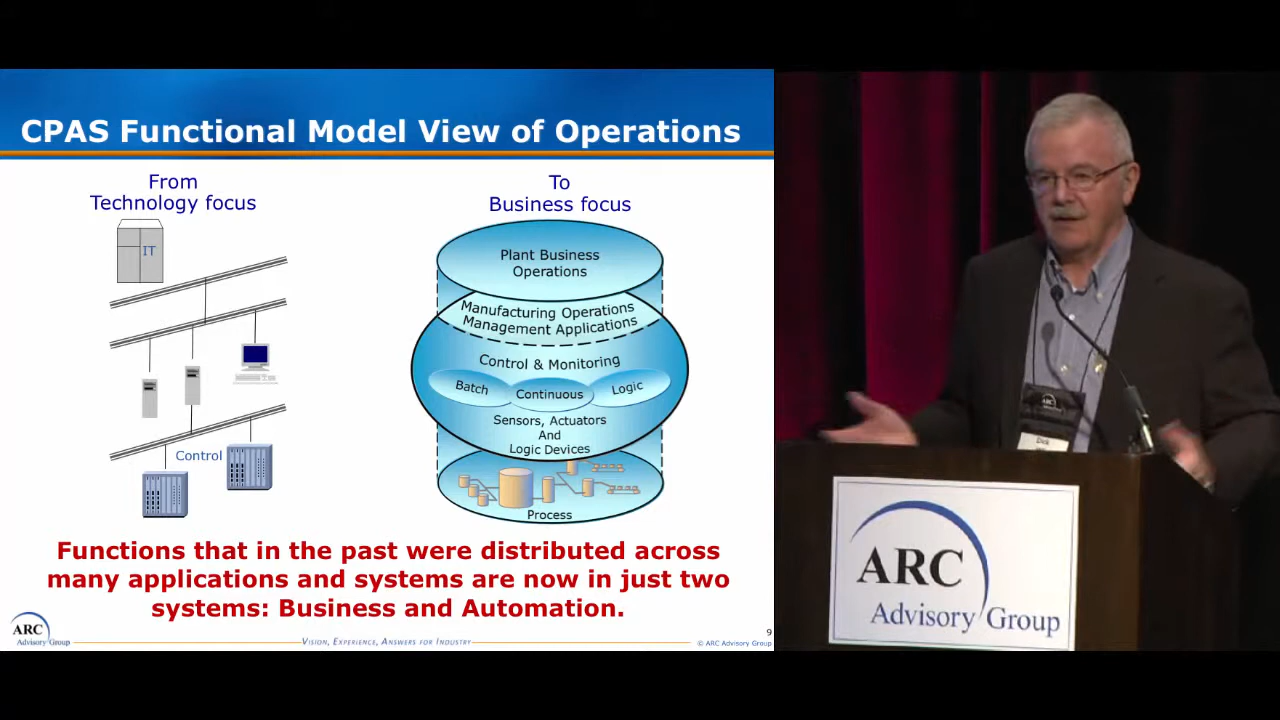 CPAS Functional Model View of Operations
From
Technology focus
To
Business focus
IT
Control
Plant Business
Operations
Manufacturing Operations
Management Applications
Control & Monitoring
Batch
Continuous
Logic
Sensors, Actuators
And
Logic Devices
Process
Functions that in the past were distributed across
many applications and systems are now in just two
systems: Business and Automation.
ARC
Advisory Group
VISION, EXPERIENCE, ANSWERS FOR INDUSTRY
9
© ARC Advisory Group
ARC
Dick
ARC
Advisory Group